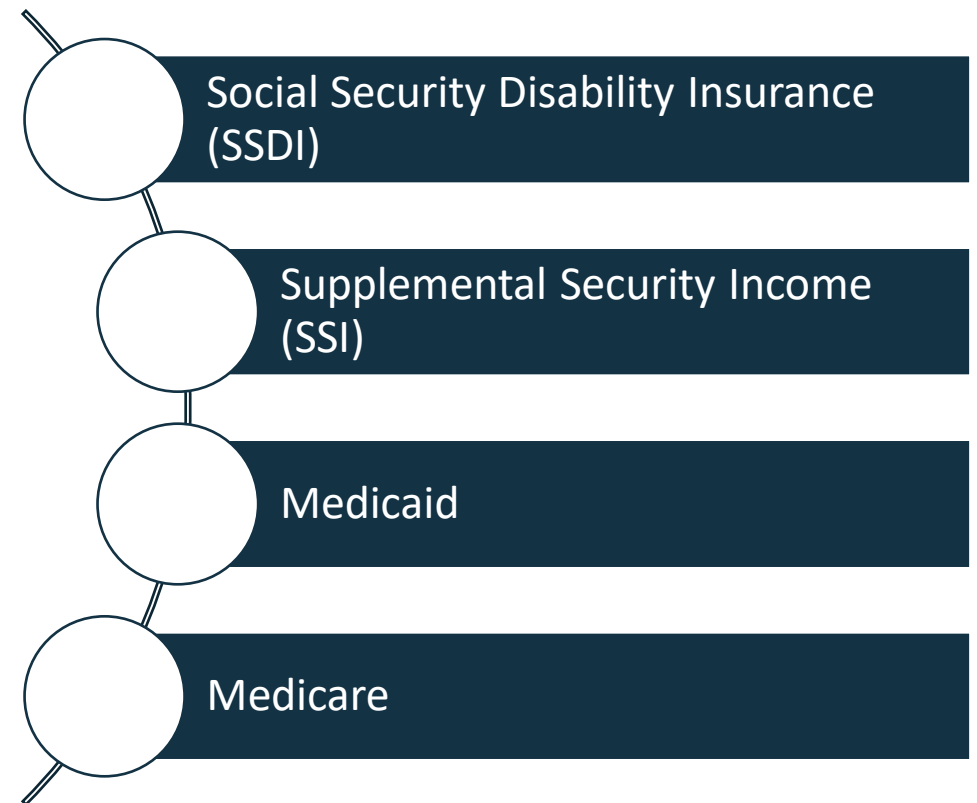 Social Security Disability Insurance
(SSDI)
Supplemental Security Income
(SSI)
Medicaid
Medicare